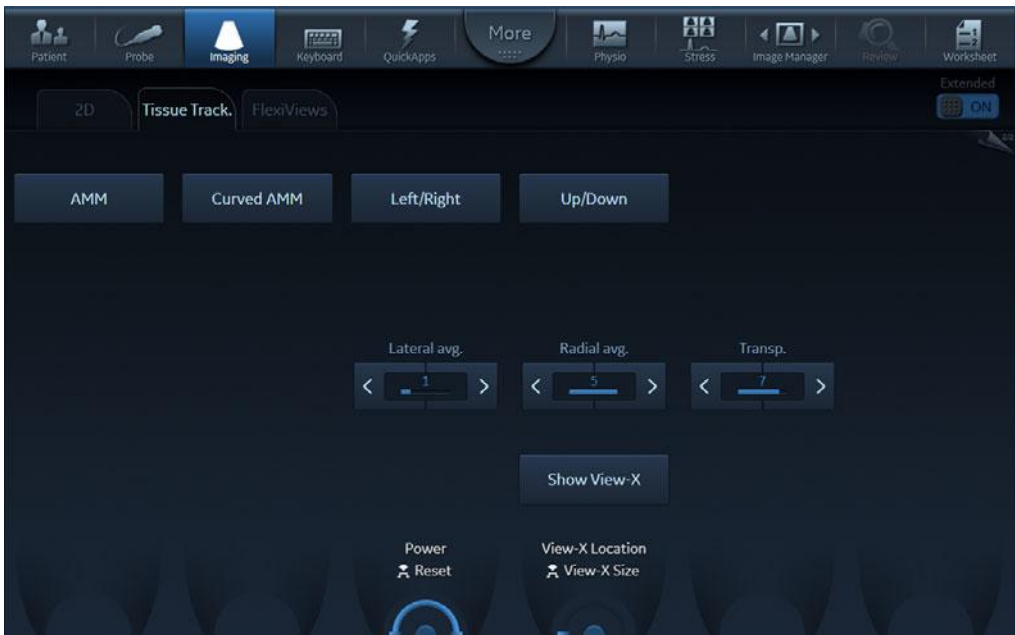 Patient
Probe
Imaging
Keyboard
QuickApps
More
Physio
Stress
Image Manager
Review
Worksheet
Extended
ON
2D
Tissue Track.
FlexiViews
2/2
AMM
Curved AMM
Left/Right
Up/Down
Lateral avg.
Radial avg.
Transp.
1
5
7
Show View-X
Power
Reset
View-X Location
View-X Size